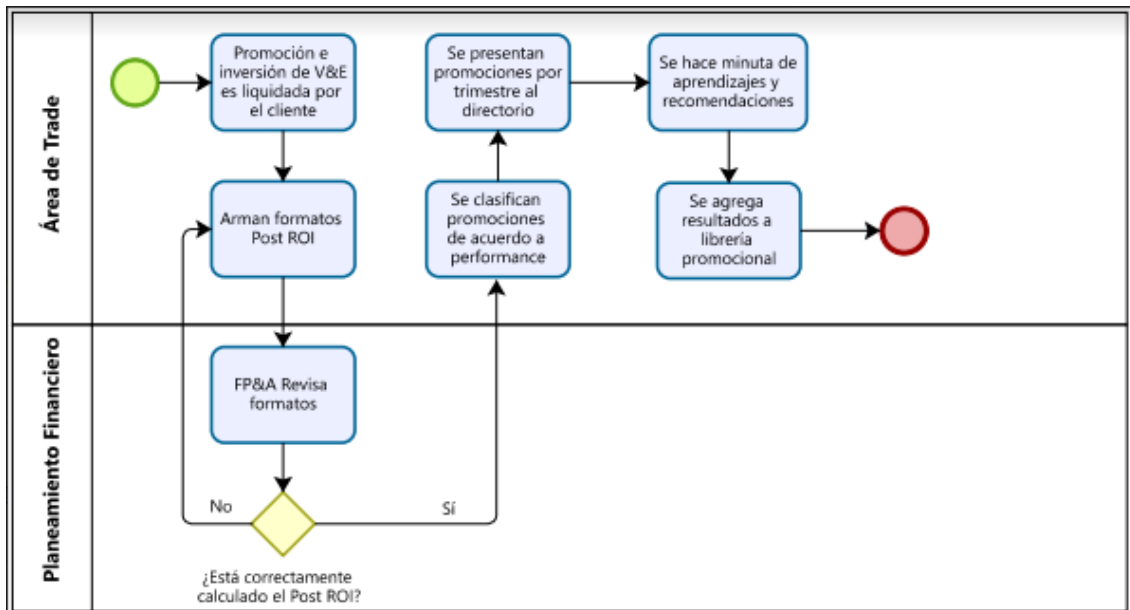 Área de Trade
Promoción e
inversión de V&E
es liquidada por
el cliente
Arman formatos
Post ROI
Se presentan
promociones por
trimestre al
directorio
Se clasifican
promociones
de acuerdo a
performance
Se hace minuta de
aprendizajes y
recomendaciones
Se agrega
resultados a
librería
promocional
Planeamiento Financiero
FP&A Revisa
formatos
No
Sí
¿Está correctamente
calculado el Post ROI?